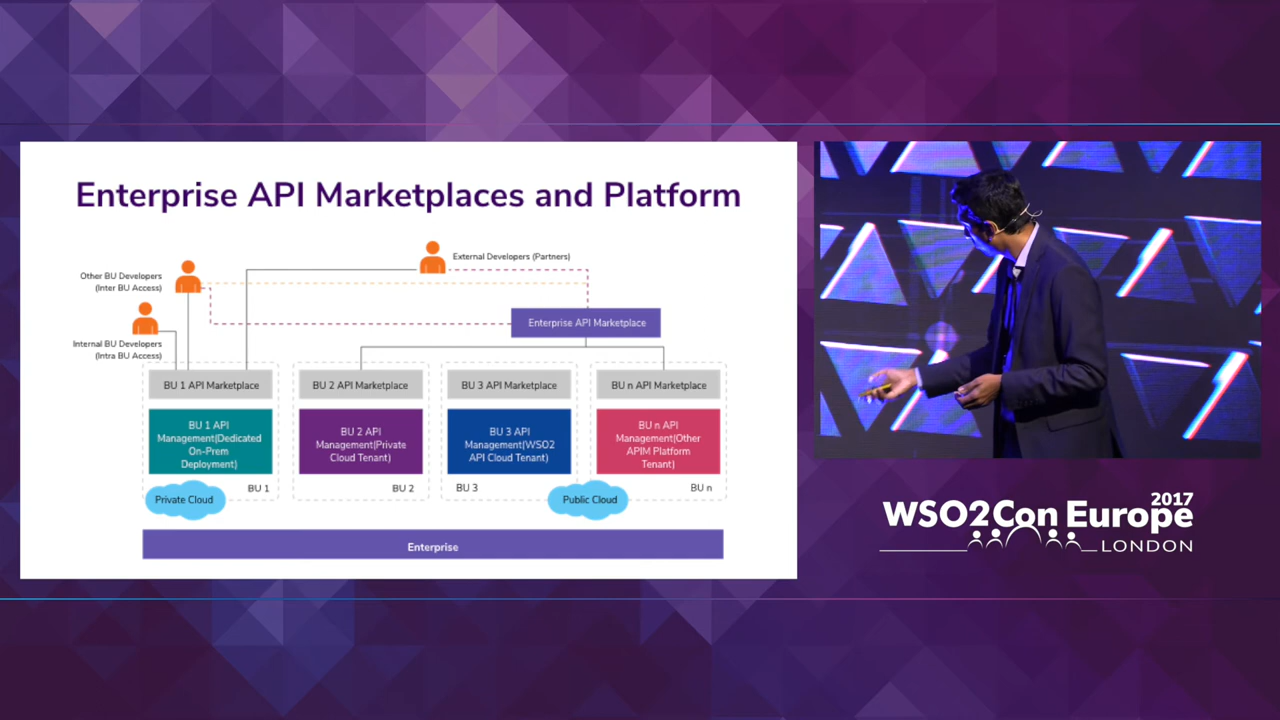 Enterprise API Marketplaces and Platform
External Developers (Partners)
Other BU Developers
(Inter BU Access)
Enterprise API Marketplace
Internal BU Developers
(Intra BU Access)
BU 1 API Marketplace
BU 2 API Marketplace
BU 3 API Marketplace
BU n API Marketplace
BU 1 API
Management(Dedicated
On-Prem
Deployment)
BU 2 API
Management(Private
Cloud Tenant)
BU 3 API
Management(WSO2
API Cloud Tenant)
BU n API
Management(Other
APIM Platform
Tenant)
Private Cloud
BU 1
BU 2
BU 3
Public Cloud
BU n
Enterprise
2017
WSO2Con Europe
LONDON